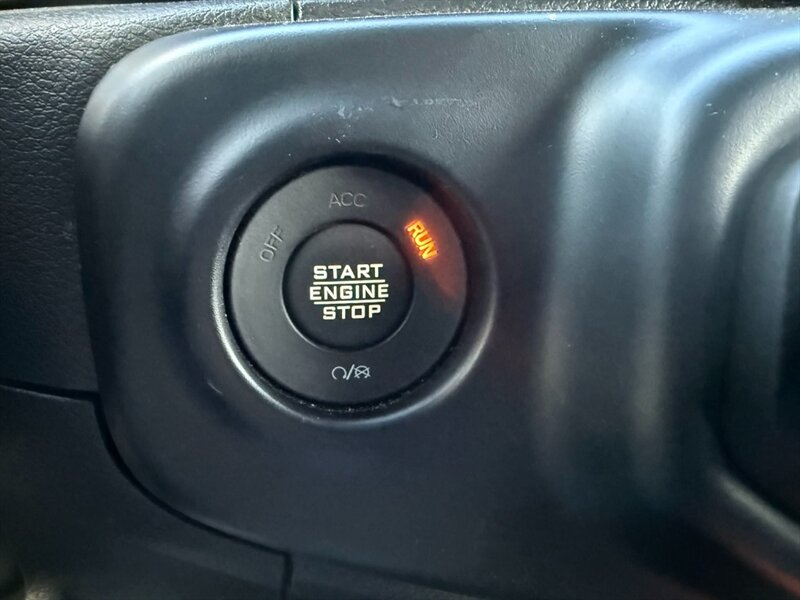 ACC
OFF
RUN
START
ENGINE
STOP